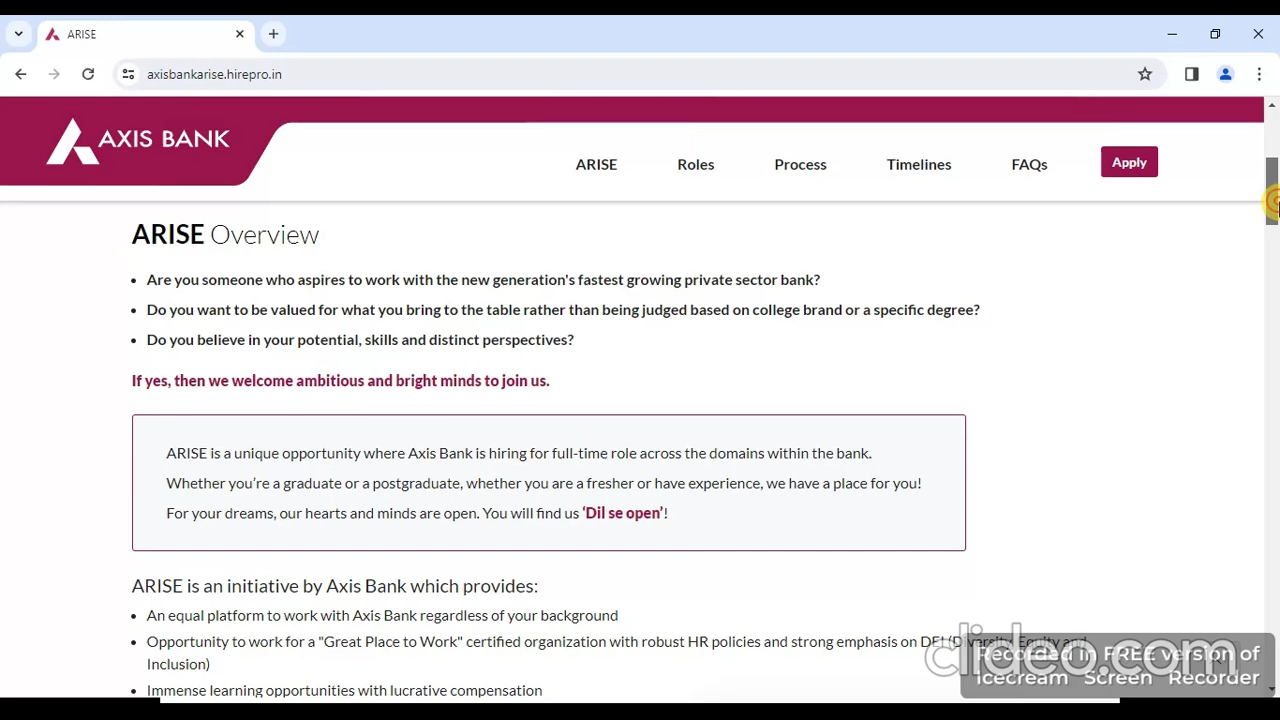 ARISE
axisbankarise.hirepro.in
AXIS BANK
ARISE Roles Process Timelines FAQs Apply
ARISE Overview
• Are you someone who aspires to work with the new generation's fastest growing private sector bank?
• Do you want to be valued for what you bring to the table rather than being judged based on college brand or a specific degree?
• Do you believe in your potential, skills and distinct perspectives?
If yes, then we welcome ambitious and bright minds to join us.
ARISE is a unique opportunity where Axis Bank is hiring for full-time role across the domains within the bank.
Whether you’re a graduate or a postgraduate, whether you are a fresher or have experience, we have a place for you!
For your dreams, our hearts and minds are open. You will find us ‘Dil se open’!
ARISE is an initiative by Axis Bank which provides:
• An equal platform to work with Axis Bank regardless of your background
• Opportunity to work for a "Great Place to Work" certified organization with robust HR policies and strong emphasis on DEI (Diversity Equity and
Inclusion)
• Immense learning opportunities with lucrative compensation
clideo.com
Recorded in FREE version of
Icecream Screen Recorder